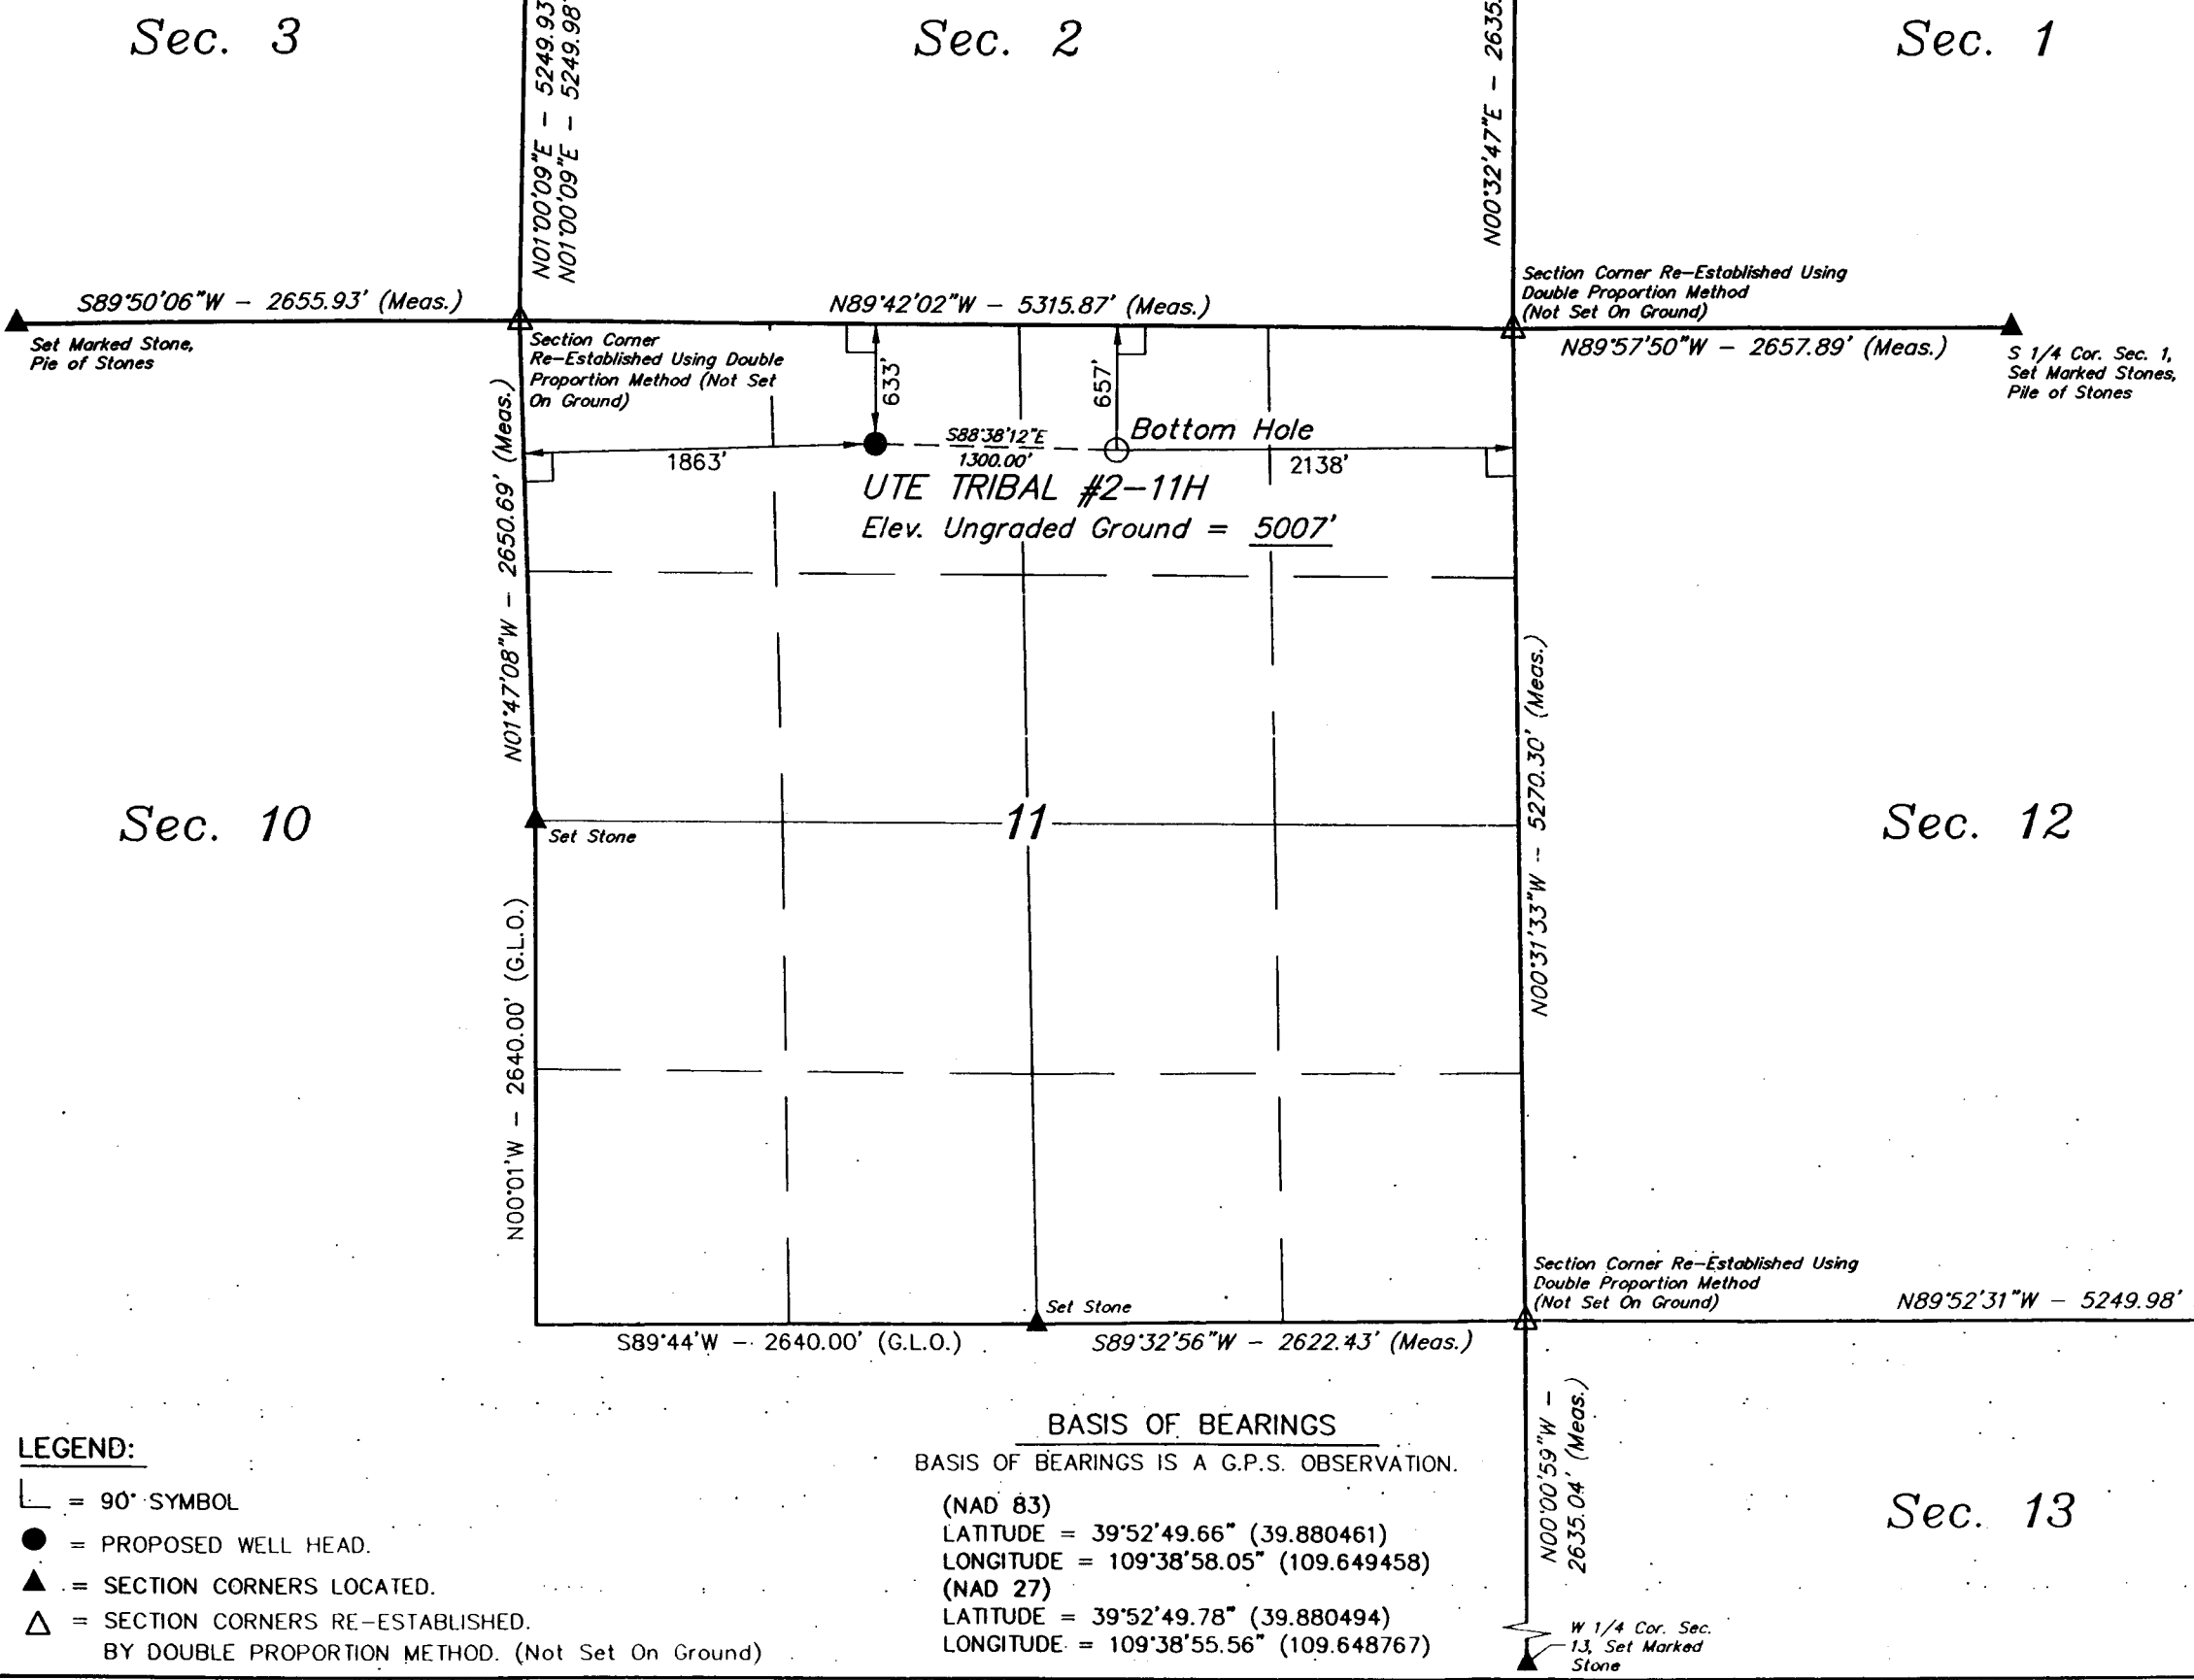 Sec. 3
Sec. 2
Sec. 1
N01°00'09"E - 5249.93'
N01°00'09"E - 5249.98'
N00°32'47"E - 2635.
S89°50'06"W - 2655.93' (Meas.)
N89°42'02"W - 5315.87' (Meas.)
Section Corner Re-Established Using
Double Proportion Method
(Not Set On Ground)
Set Marked Stone,
Pie of Stones
Section Corner
Re-Established Using Double
Proportion Method (Not Set
On Ground)
N89°57'50"W - 2657.89' (Meas.)
S 1/4 Cor. Sec. 1,
Set Marked Stones,
Pile of Stones
633'
657'
1863'
S88°38'12"E
1300.00'
Bottom Hole
2138'
UTE TRIBAL #2-11H
Elev. Ungraded Ground = 5007'
N01°47'08"W - 2650.69' (Meas.)
N00°31'33"W -- 5270.30' (Meas.)
Sec. 10
Set Stone
11
Sec. 12
N00°01'W - 2640.00' (G.L.O.)
Section Corner Re-Established Using
Double Proportion Method
(Not Set On Ground)
N89°52'31"W - 5249.98'
Set Stone
S89°44'W - 2640.00' (G.L.O.)
S89°32'56"W - 2622.43' (Meas.)
N00°00'59"W -
2635.04' (Meas.)
Sec. 13
W 1/4 Cor. Sec.
13, Set Marked
Stone
LEGEND:
= 90° SYMBOL
= PROPOSED WELL HEAD.
= SECTION CORNERS LOCATED.
= SECTION CORNERS RE-ESTABLISHED.
BY DOUBLE PROPORTION METHOD. (Not Set On Ground)
BASIS OF BEARINGS
BASIS OF BEARINGS IS A G.P.S. OBSERVATION.
(NAD 83)
LATITUDE = 39°52'49.66" (39.880461)
LONGITUDE = 109°38'58.05" (109.649458)
(NAD 27)
LATITUDE = 39°52'49.78" (39.880494)
LONGITUDE = 109°38'55.56" (109.648767)